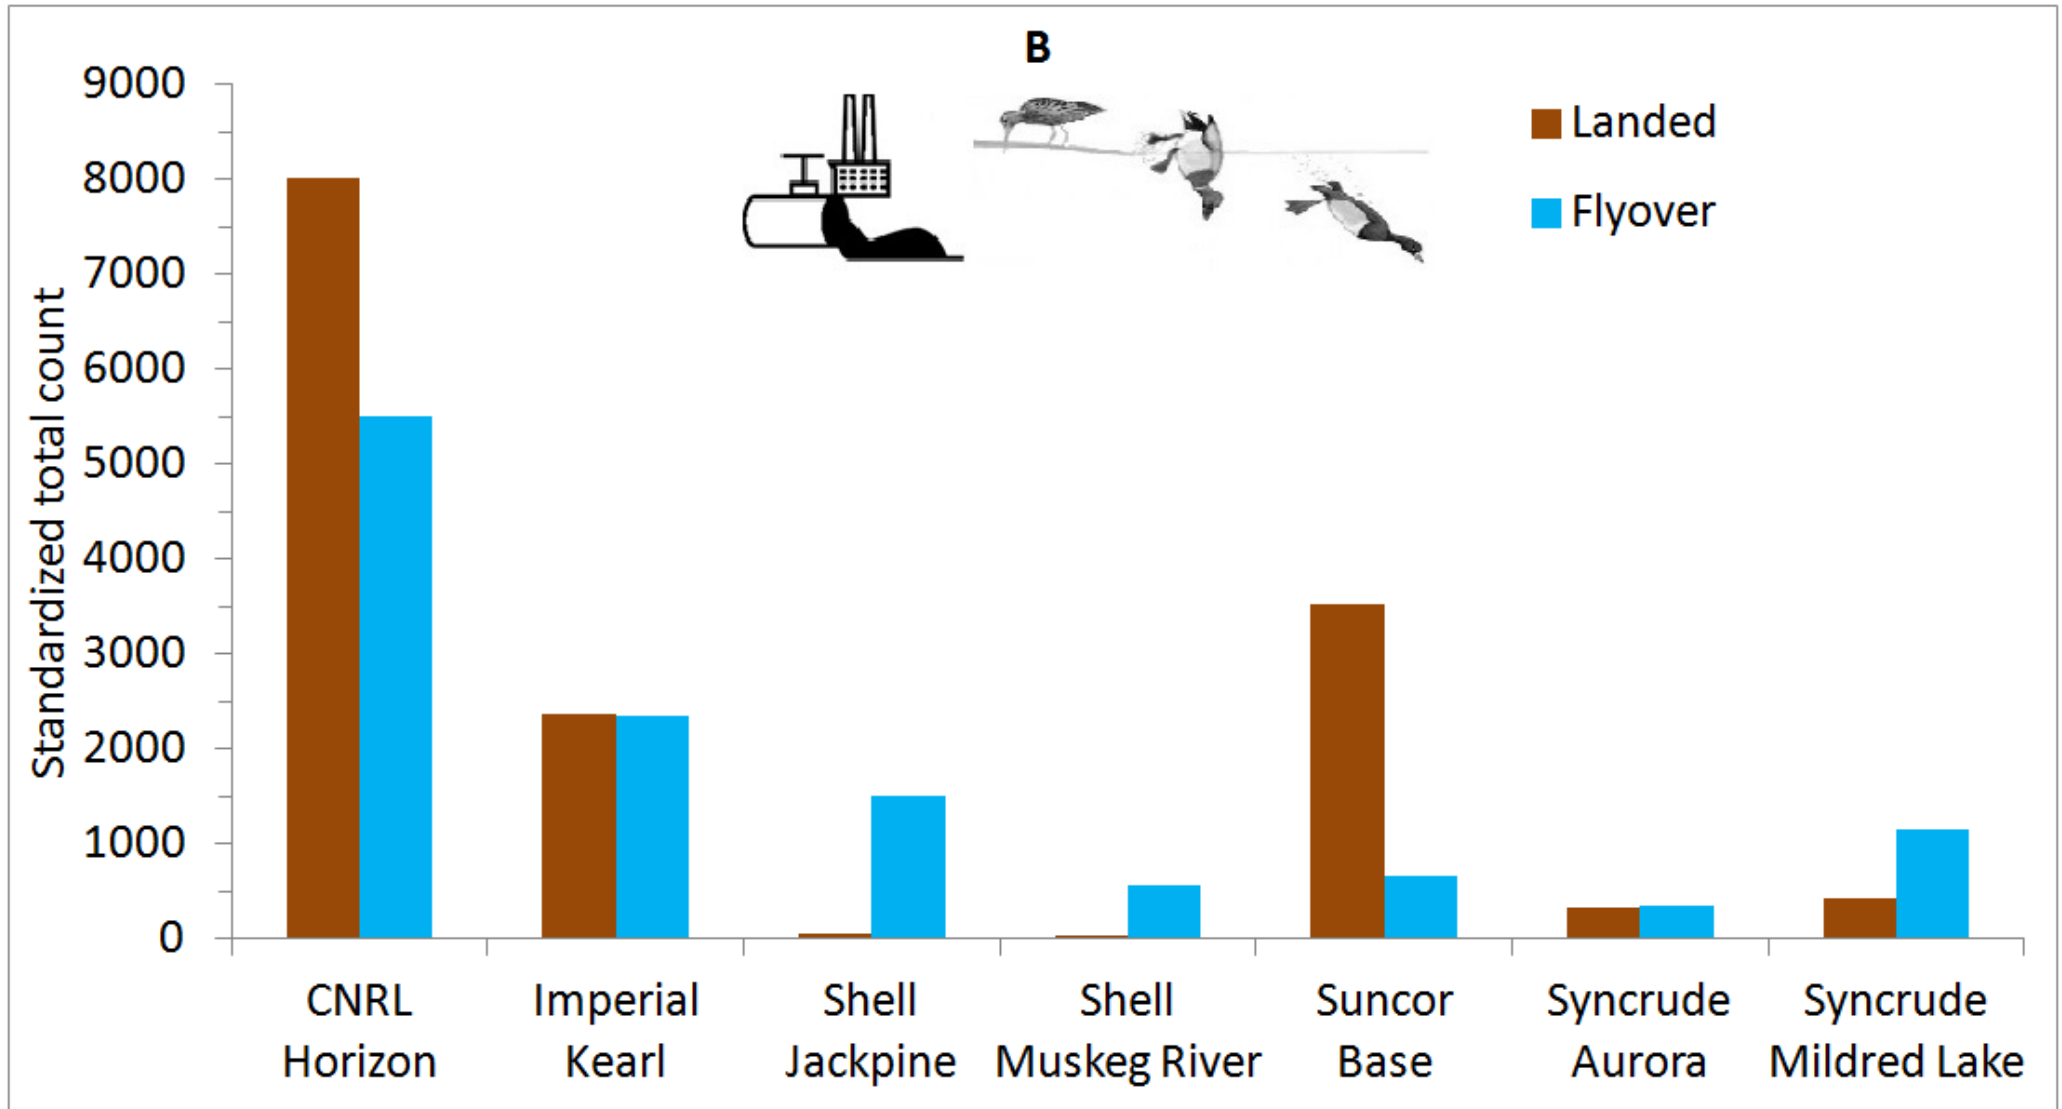 B
Landed
Flyover
Standardized total count
9000
8000
7000
6000
5000
4000
3000
2000
1000
0
CNRL
Horizon
Imperial
Kearl
Shell
Jackpine
Shell
Muskeg River
Suncor
Base
Syncrude
Aurora
Syncrude
Mildred Lake